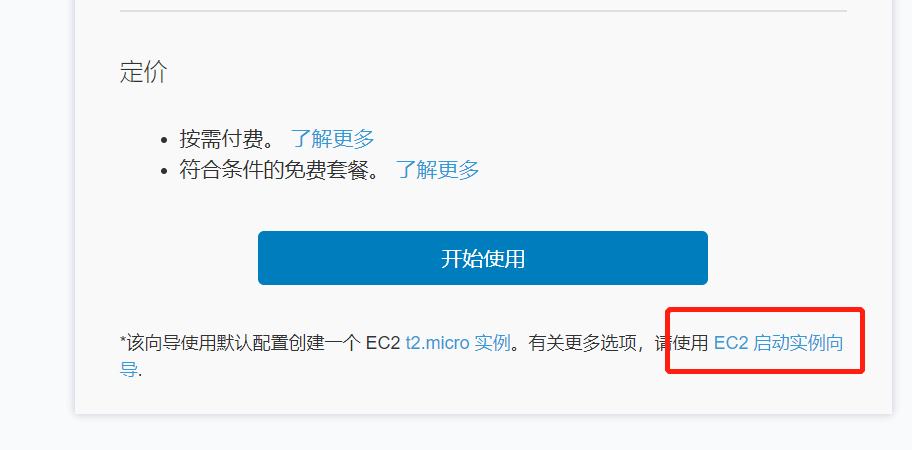 定价
按需付费。 了解更多
符合条件的免费套餐。 了解更多
开始使用
*该向导使用默认配置创建一个 EC2 t2.micro 实例。有关更多选项，请使用 EC2 启动实例向
导.